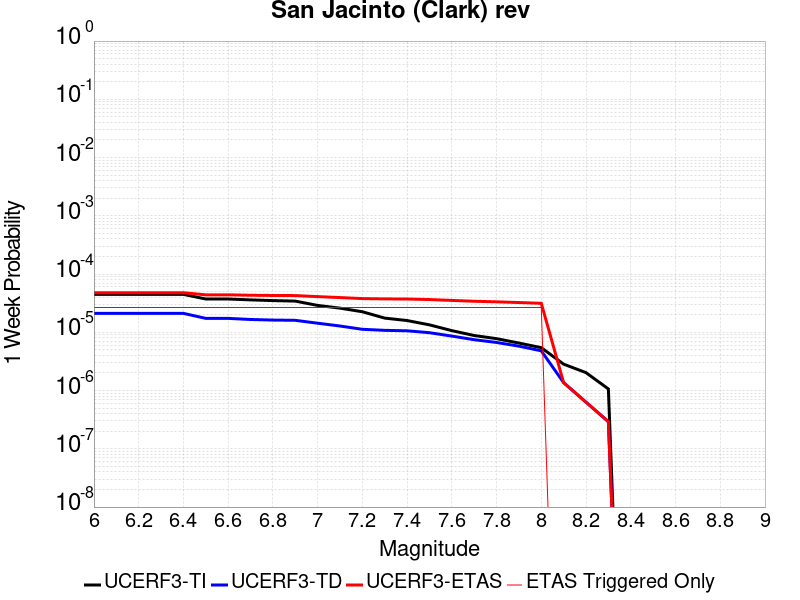 San Jacinto (Clark) rev
10^0
10^-1
10^-2
10^-3
10^-4
10^-5
10^-6
10^-7
10^-8
1 Week Probability
6 6.2 6.4 6.6 6.8 7 7.2 7.4 7.6 7.8 8 8.2 8.4 8.6 8.8 9
Magnitude
UCERF3-TI UCERF3-TD UCERF3-ETAS ETAS Triggered Only